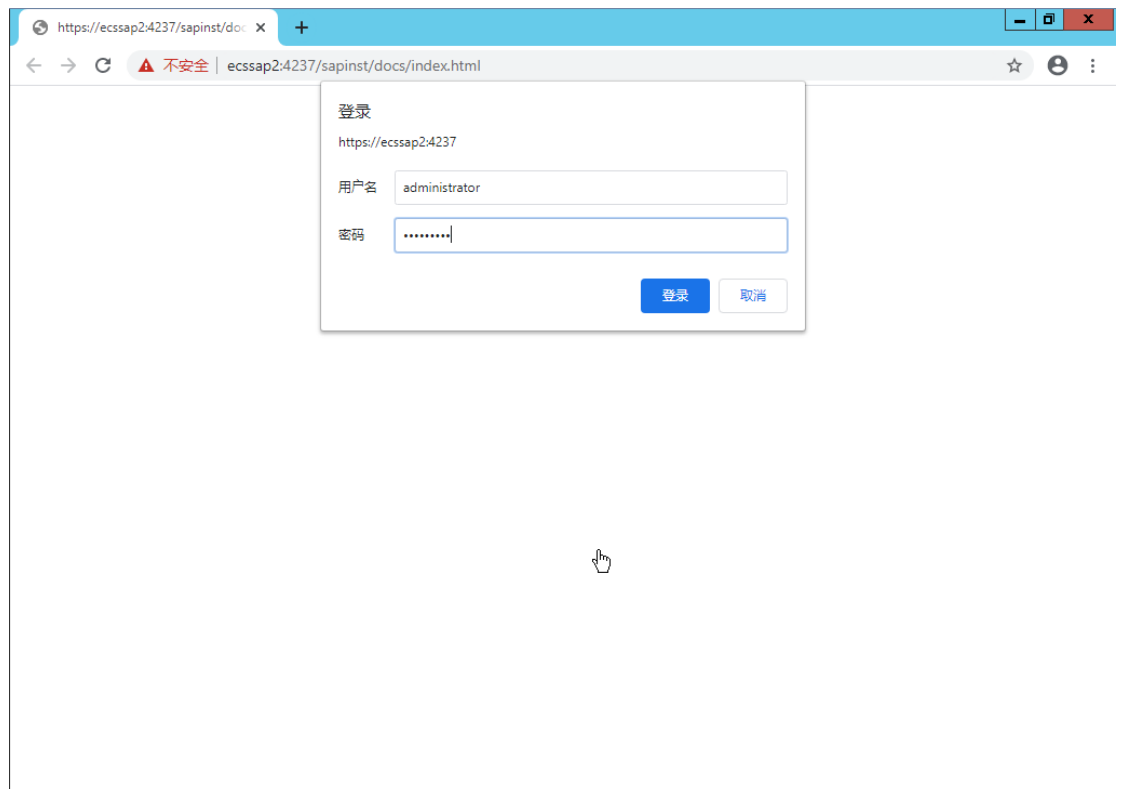 https://ecssap2:4237/sapinst/doc
不安全 ecssap2:4237/sapinst/docs/index.html
登录
https://ecssap2:4237
用户名 administrator
密码 •••••••••
登录 取消